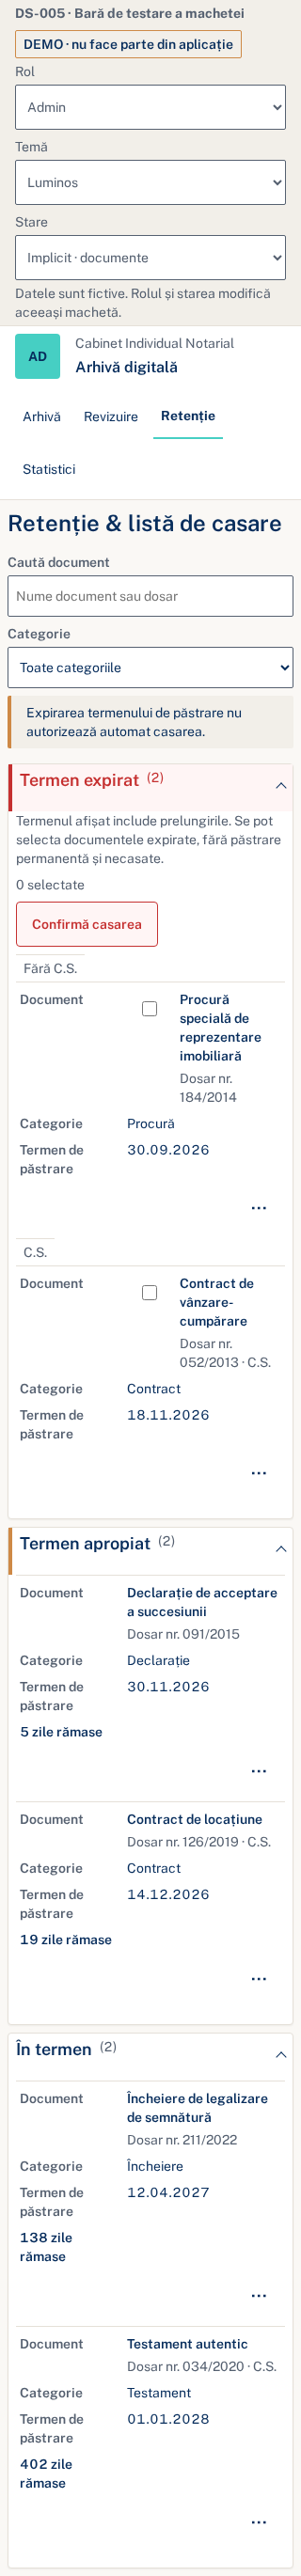 DS-005 · Bară de testare a machetei
DEMO · nu face parte din aplicație
Rol
Admin
Temă
Luminos
Stare
Implicit · documente
Datele sunt fictive. Rolul și starea modifică
aceeași machetă.
AD
Cabinet Individual Notarial
Arhivă digitală
Arhivă
Revizuire
Retenție
Statistici
Retenție & listă de casare
Caută document
Nume document sau dosar
Categorie
Toate categoriile
Expirarea termenului de păstrare nu
autorizează automat casarea.
Termen expirat (2)
Termenul afișat include prelungirile. Se pot
selecta documentele expirate, fără păstrare
permanentă și necasate.
0 selectate
Confirmă casarea
Fără C.S.
Document
Procură
specială de
reprezentare
imobiliară
Dosar nr.
184/2014
Categorie
Procură
Termen de
păstrare
30.09.2026
...
C.S.
Document
Contract de
vânzare-
cumpărare
Dosar nr.
052/2013 · C.S.
Categorie
Contract
Termen de
păstrare
18.11.2026
...
Termen apropiat (2)
Document
Declarație de acceptare
a succesiunii
Dosar nr. 091/2015
Categorie
Declarație
Termen de
păstrare
30.11.2026
5 zile rămase
...
Document
Contract de locațiune
Dosar nr. 126/2019 · C.S.
Categorie
Contract
Termen de
păstrare
14.12.2026
19 zile rămase
...
În termen (2)
Document
Încheiere de legalizare
de semnătură
Dosar nr. 211/2022
Categorie
Încheiere
Termen de
păstrare
12.04.2027
138 zile
rămase
...
Document
Testament autentic
Dosar nr. 034/2020 · C.S.
Categorie
Testament
Termen de
păstrare
01.01.2028
402 zile
rămase
...